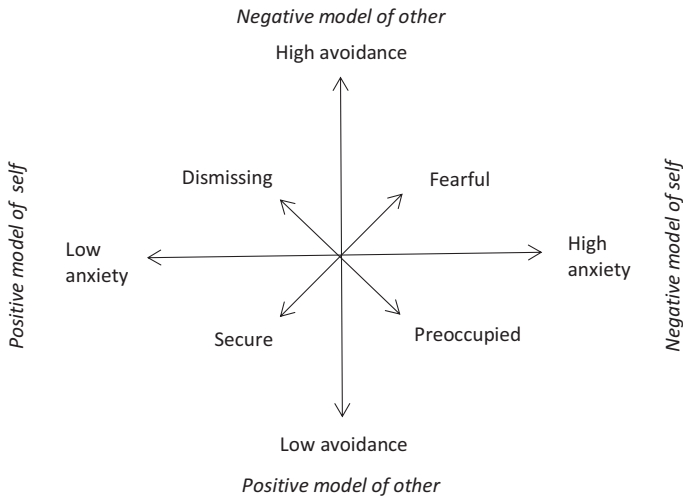 Negative model of other
High avoidance
Dismissing
Fearful
Positive model of self
Low
anxiety
High
anxiety
Negative model of self
Secure
Preoccupied
Low avoidance
Positive model of other